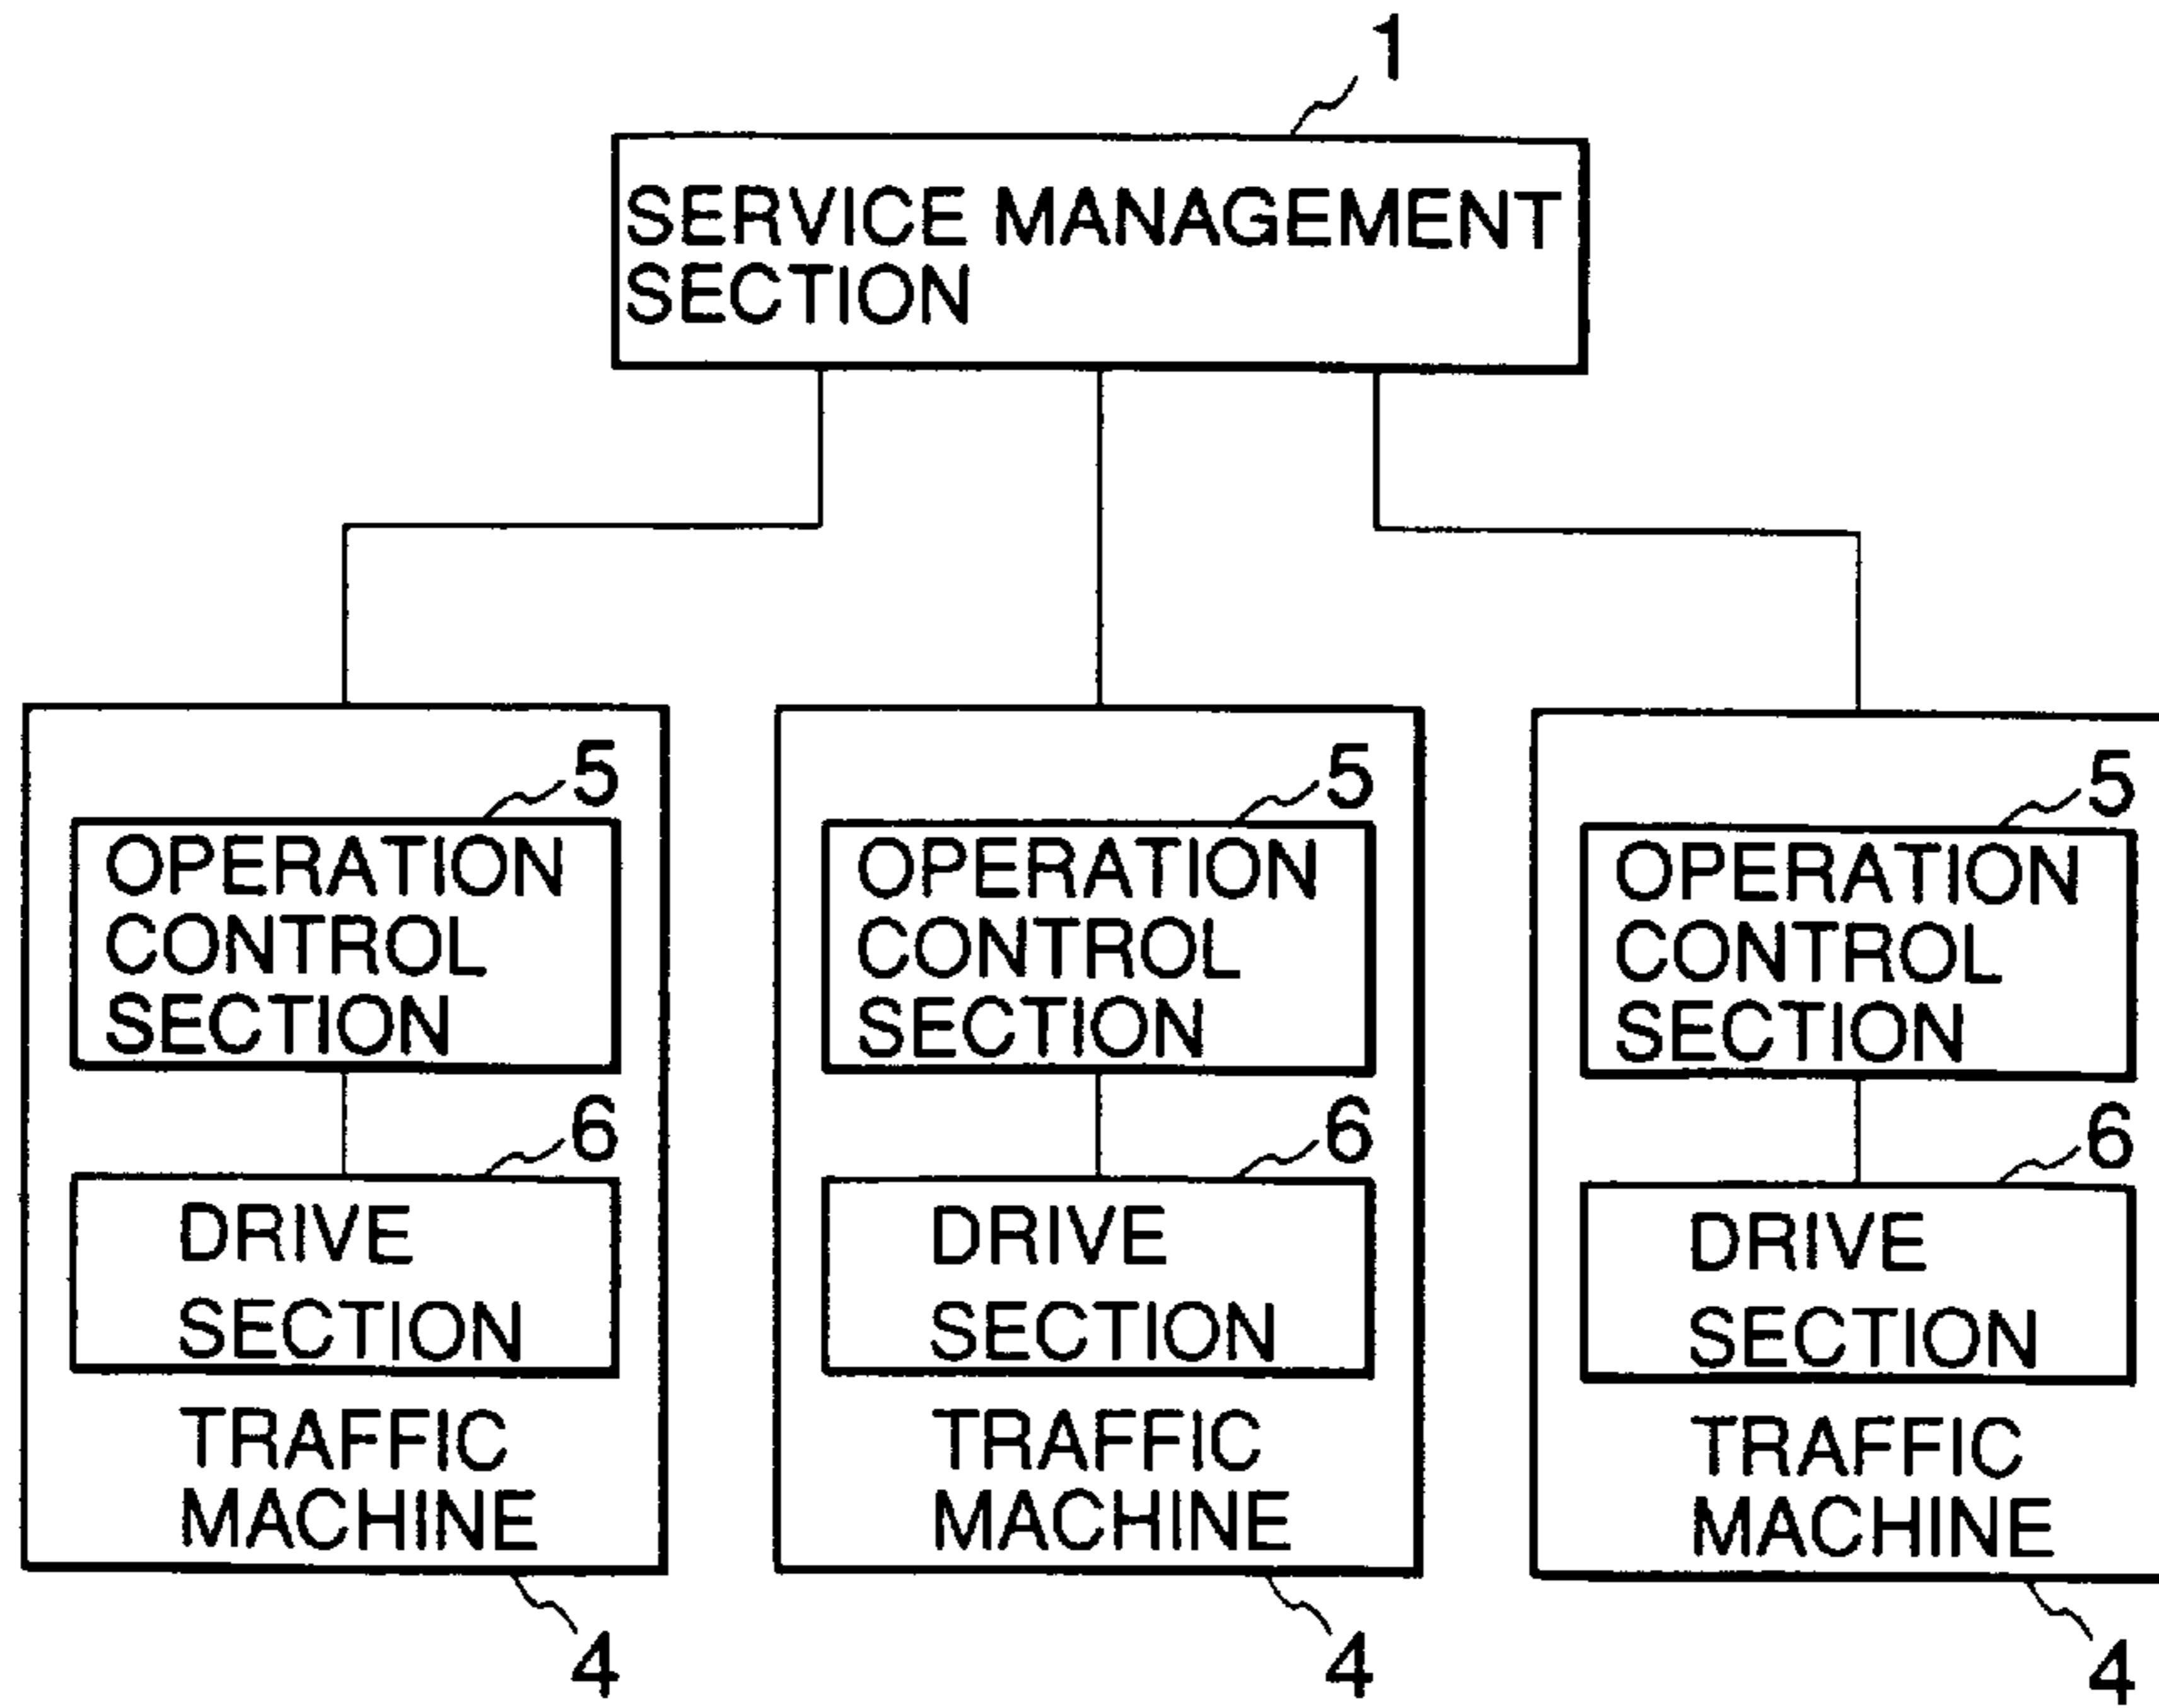 1
SERVICE MANAGEMENT
SECTION
5
OPERATION
CONTROL
SECTION
6
DRIVE
SECTION
TRAFFIC
MACHINE
4
5
OPERATION
CONTROL
SECTION
6
DRIVE
SECTION
TRAFFIC
MACHINE
4
5
OPERATION
CONTROL
SECTION
6
DRIVE
SECTION
TRAFFIC
MACHINE
4